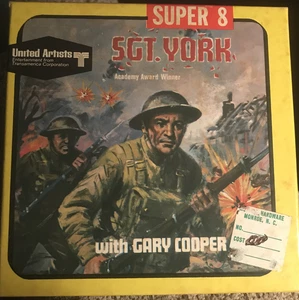 SUPER 8
United Artists
Entertainment from
Transamerica Corporation
SGT. YORK
Academy Award Winner
HARDWARE
MONROE, N. C.
NO.
COST
with GARY COOPER